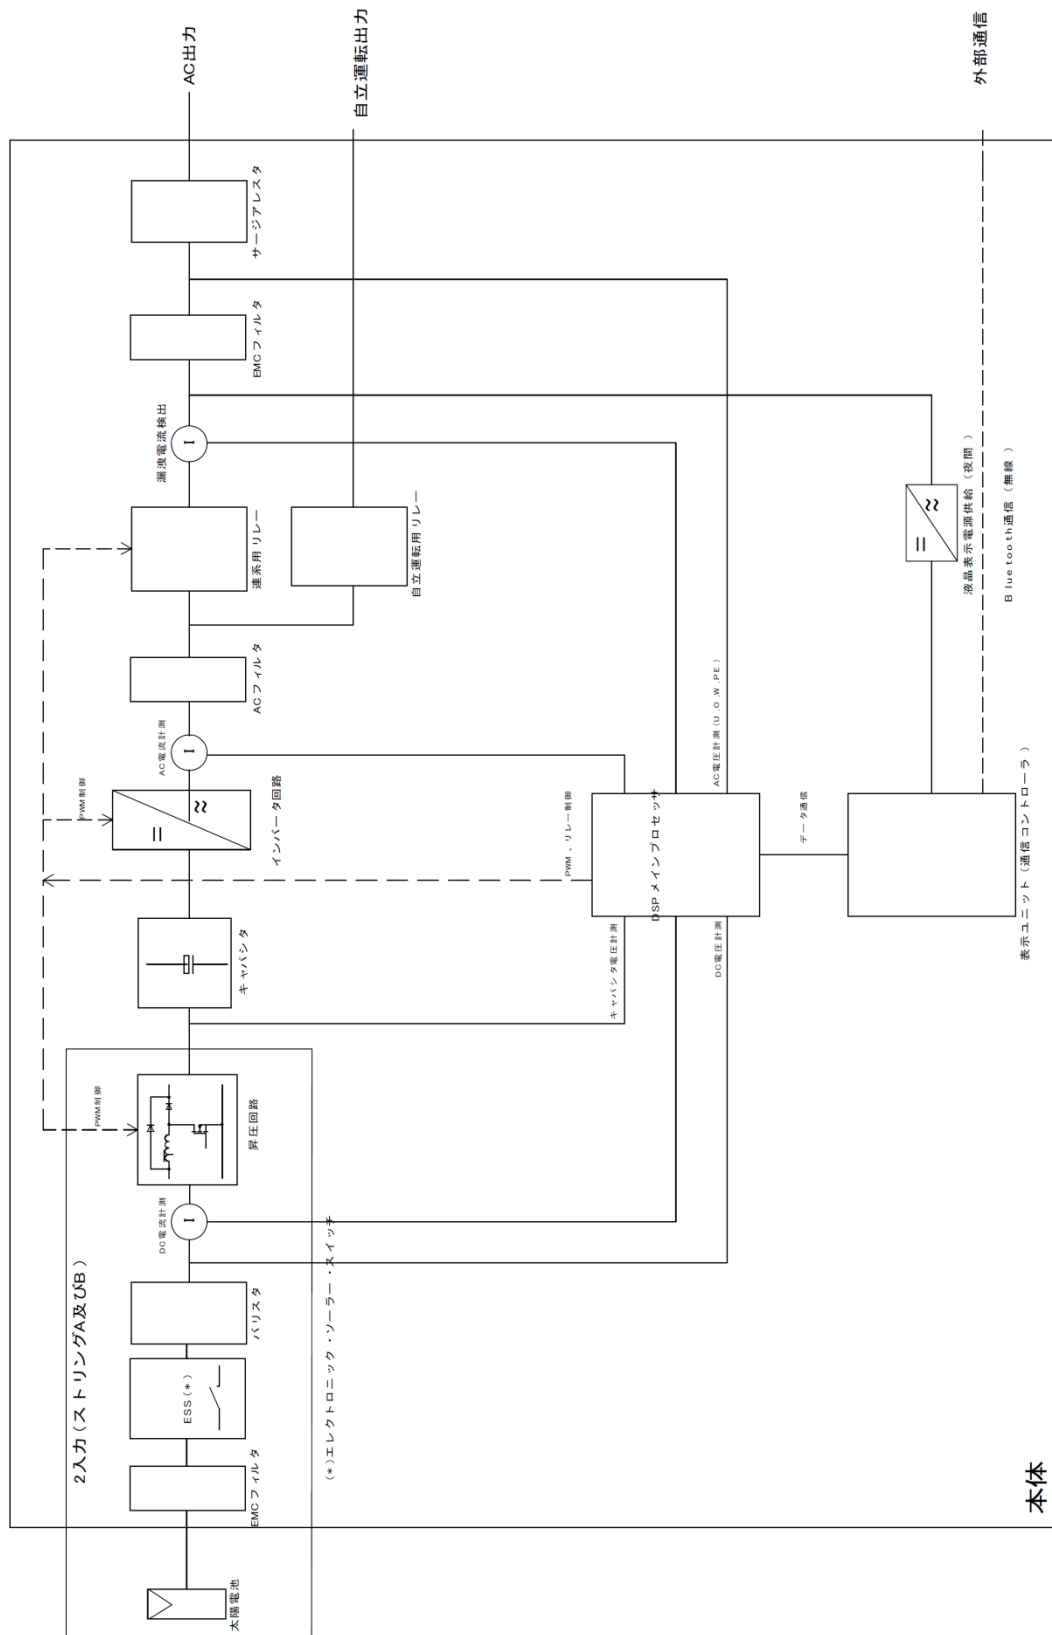 2入力(ストリングA及びB)
太陽電池
EMCフィルタ
ESS(*)
バリスタ
DC電流計測
PWM制御
昇圧回路
(*)エレクトロニック・ソーラー・スイッチ
キャパシタ
PWM制御
インバータ回路
AC電流計測
ACフィルタ
連系用リレー
自立運転用リレー
漏洩電流検出
EMCフィルタ
サージアレスタ
AC出力
自立運転出力
外部通信
キャパシタ電圧計測
DC電圧計測
DSPメインプロセッサ
PWM、リレー制御
AC電圧計測(U.O.W.PE)
データ通信
表示ユニット(通信コントローラ)
液晶表示電源供給(夜間)
Bluetooth通信(無線)
本体